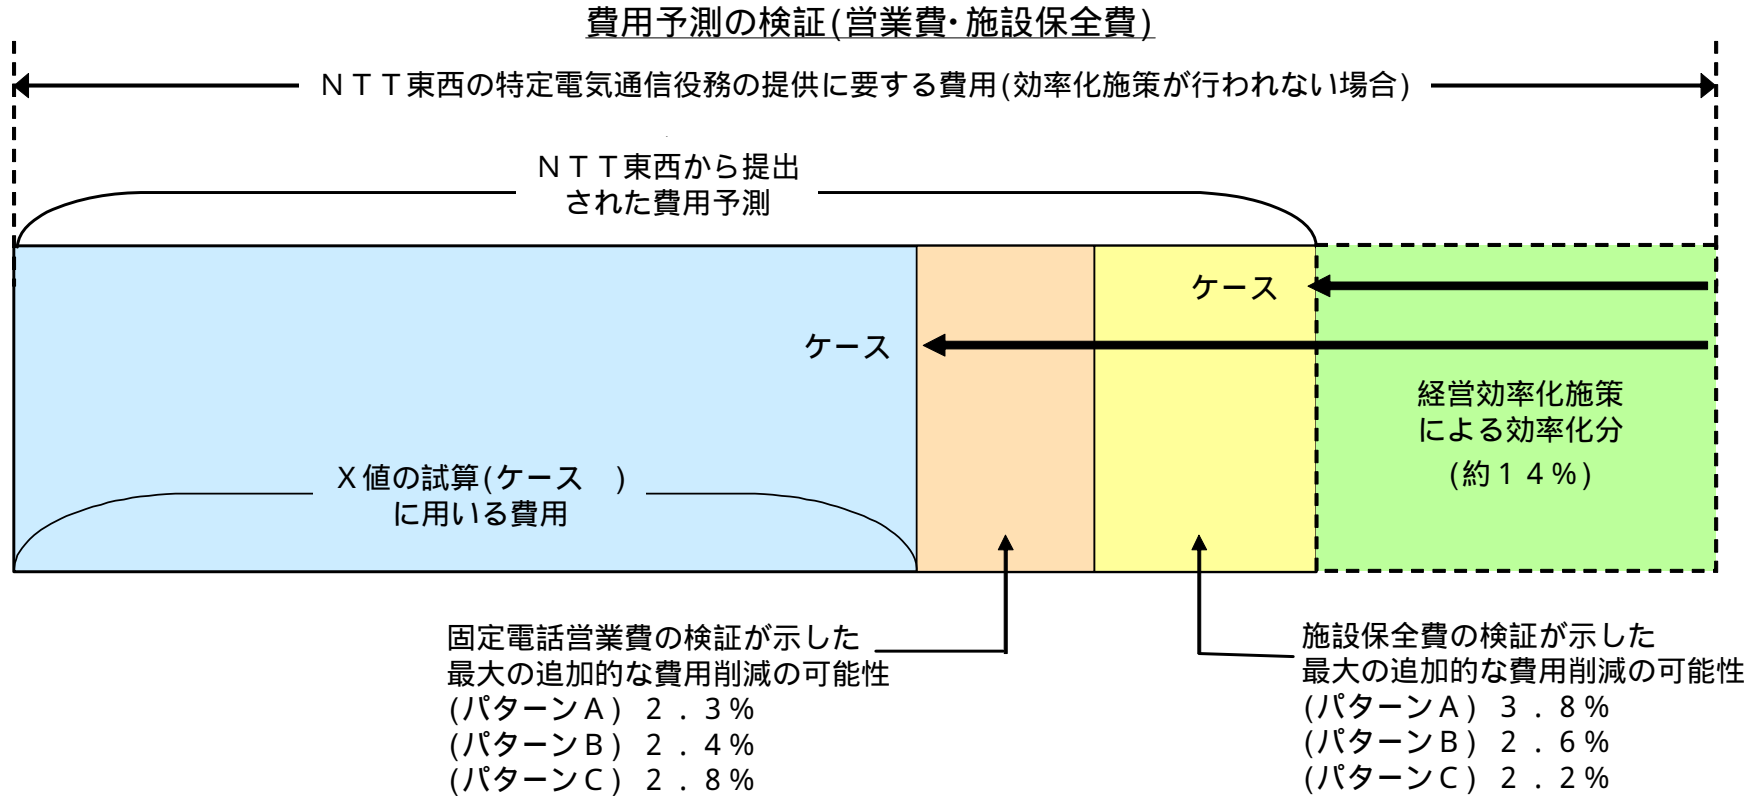 費用予測の検証(営業費・施設保全費)
ＮＴＴ東西の特定電気通信役務の提供に要する費用(効率化施策が行われない場合)
ＮＴＴ東西から提出
された費用予測
ケース
ケース
経営効率化施策
による効率化分
(約１４%)
Ｘ値の試算(ケース　)
に用いる費用
固定電話営業費の検証が示した
最大の追加的な費用削減の可能性
(パターンＡ) ２．３%
(パターンＢ) ２．４%
(パターンＣ) ２．８%
施設保全費の検証が示した
最大の追加的な費用削減の可能性
(パターンＡ) ３．８%
(パターンＢ) ２．６%
(パターンＣ) ２．２%